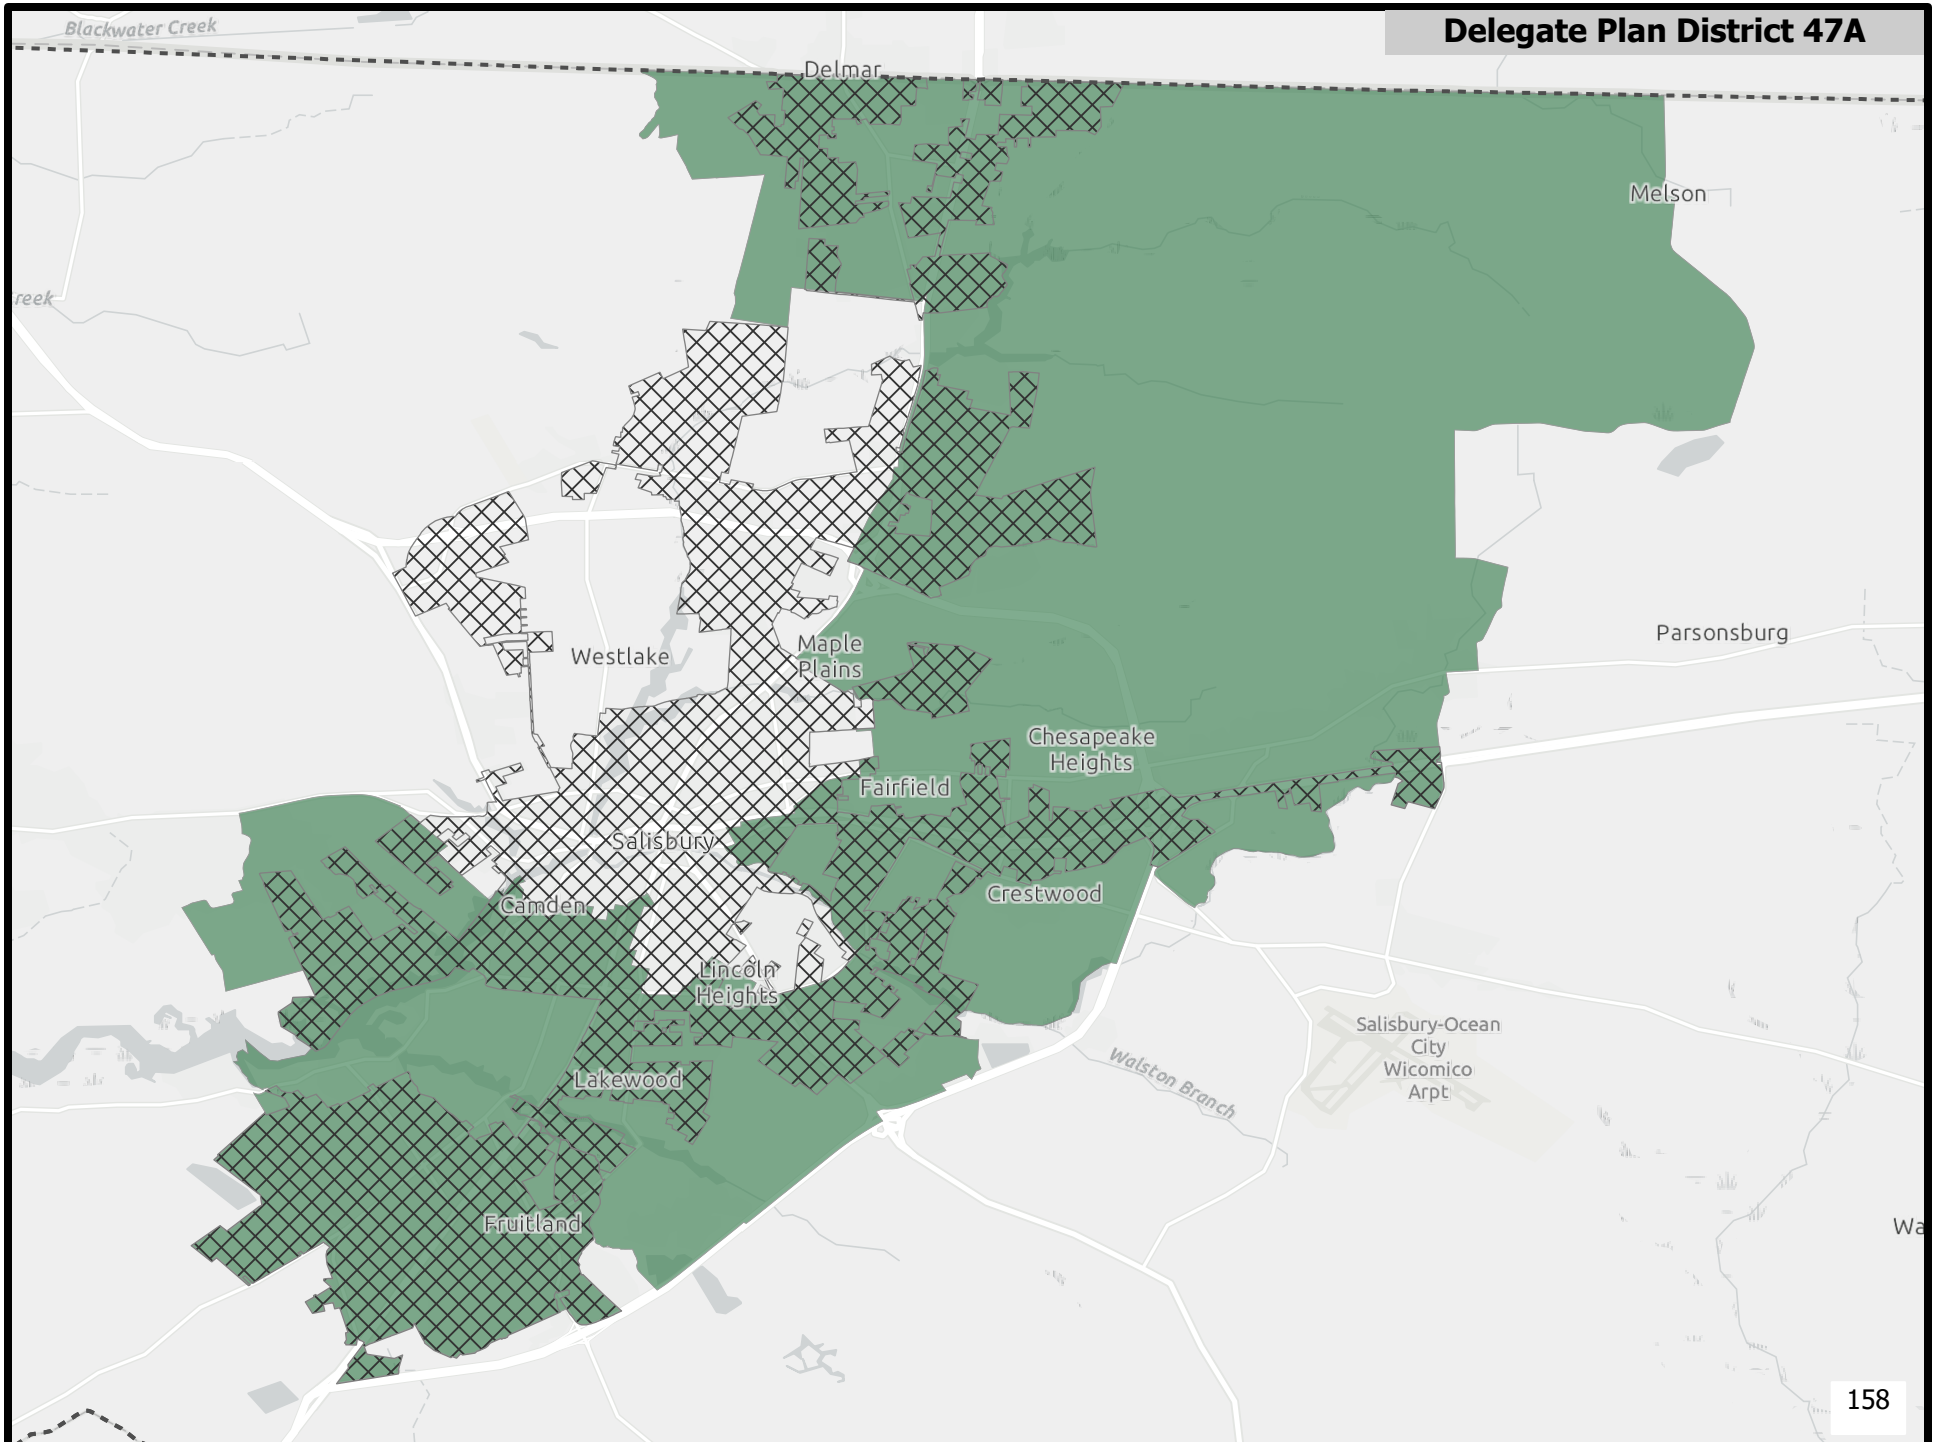 Blackwater Creek
Delegate Plan District 47A
Delmar
Melson
reek
Parsonsburg
Maple
Plains
Westlake
Chesapeake
Heights
Fairfield
Salisbury
Crestwood
Camden
Lincoln
Heights
Salisbury-Ocean
City
Wicomico
Arpt
Walston Branch
Lakewood
Fruitland
Wa
158